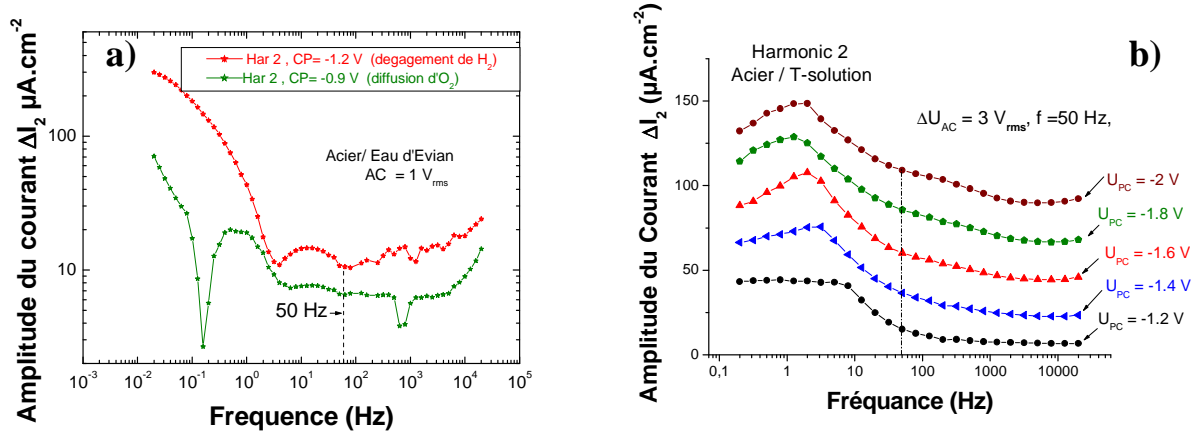 a)
Har 2 , CP= -1.2 V (degagement de H2)
Har 2 , CP= -0.9 V (diffusion d'O2)
Amplitude du courant ΔI2 µA.cm-2
100
10
Acier/ Eau d'Evian
AC = 1 Vrms
50 Hz
10-3 10-2 10-1 100 101 102 103 104 105
Frequence (Hz)
b)
Harmonic 2
Acier / T-solution
ΔUAC = 3 Vrms, f =50 Hz,
Amplitude du Courant ΔI2 (µA.cm-2)
150
100
50
0
UPC = -2 V
UPC = -1.8 V
UPC = -1.6 V
UPC = -1.4 V
UPC = -1.2 V
0,1 1 10 100 1000 10000
Fréquance (Hz)